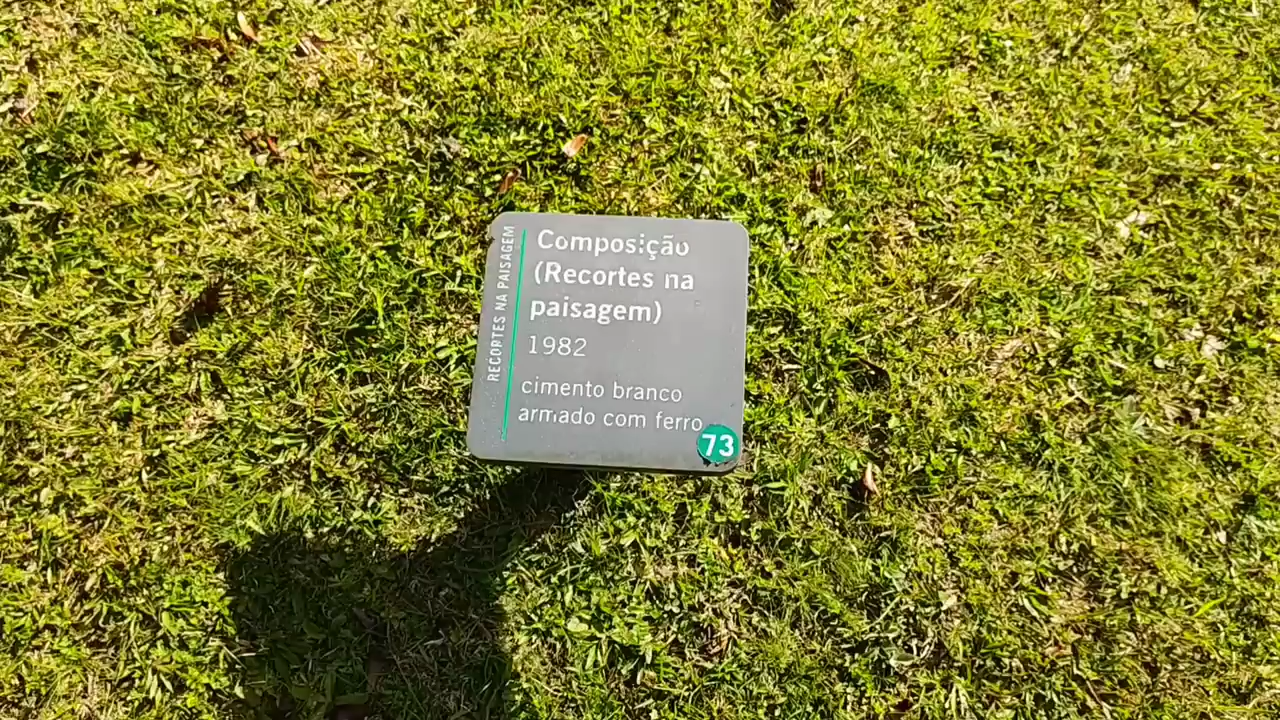 RECORTES NA PAISAGEM
Composição
(Recortes na
paisagem)
1982
cimento branco
armado com ferro
73